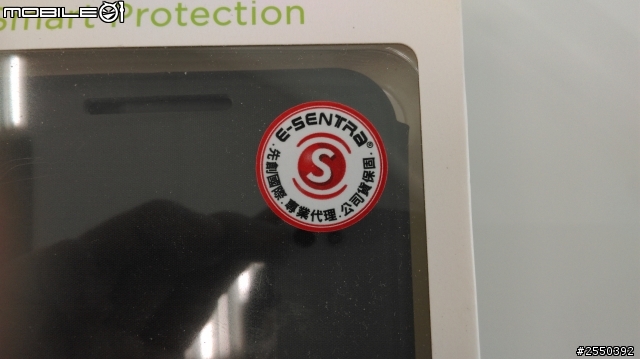 MOBILE01
Smart Protection
E-SENTRA®
S
先創國際．專業代理．公司貨保固．
#2550392